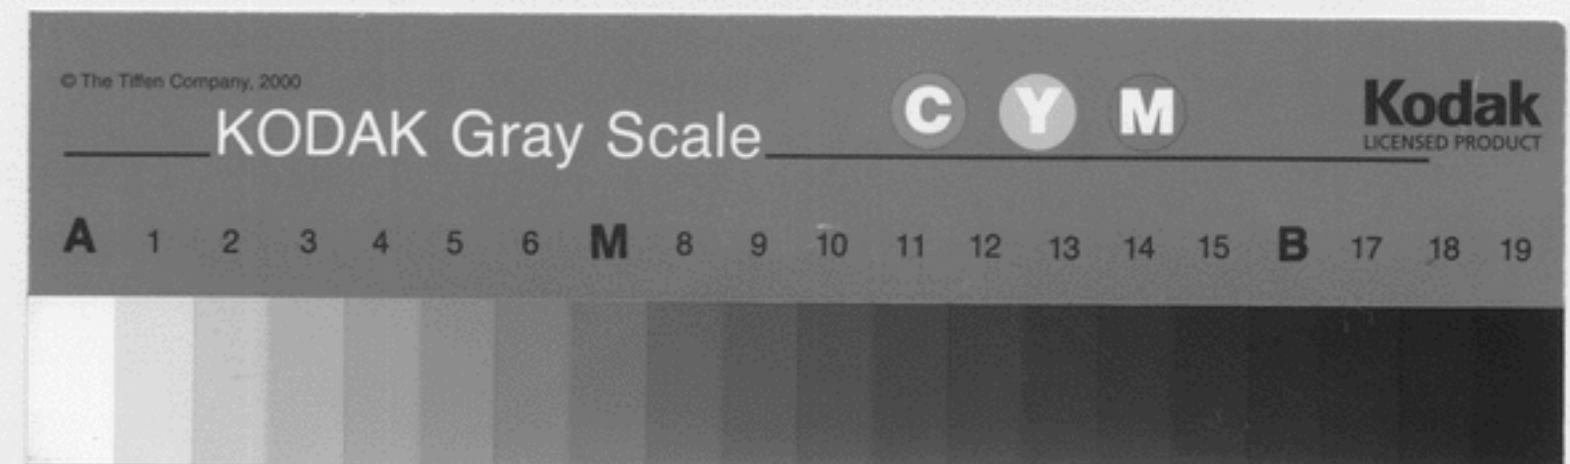 © The Tiffen Company, 2000
KODAK Gray Scale
C Y M
Kodak
LICENSED PRODUCT
A 1 2 3 4 5 6 M 8 9 10 11 12 13 14 15 B 17 18 19